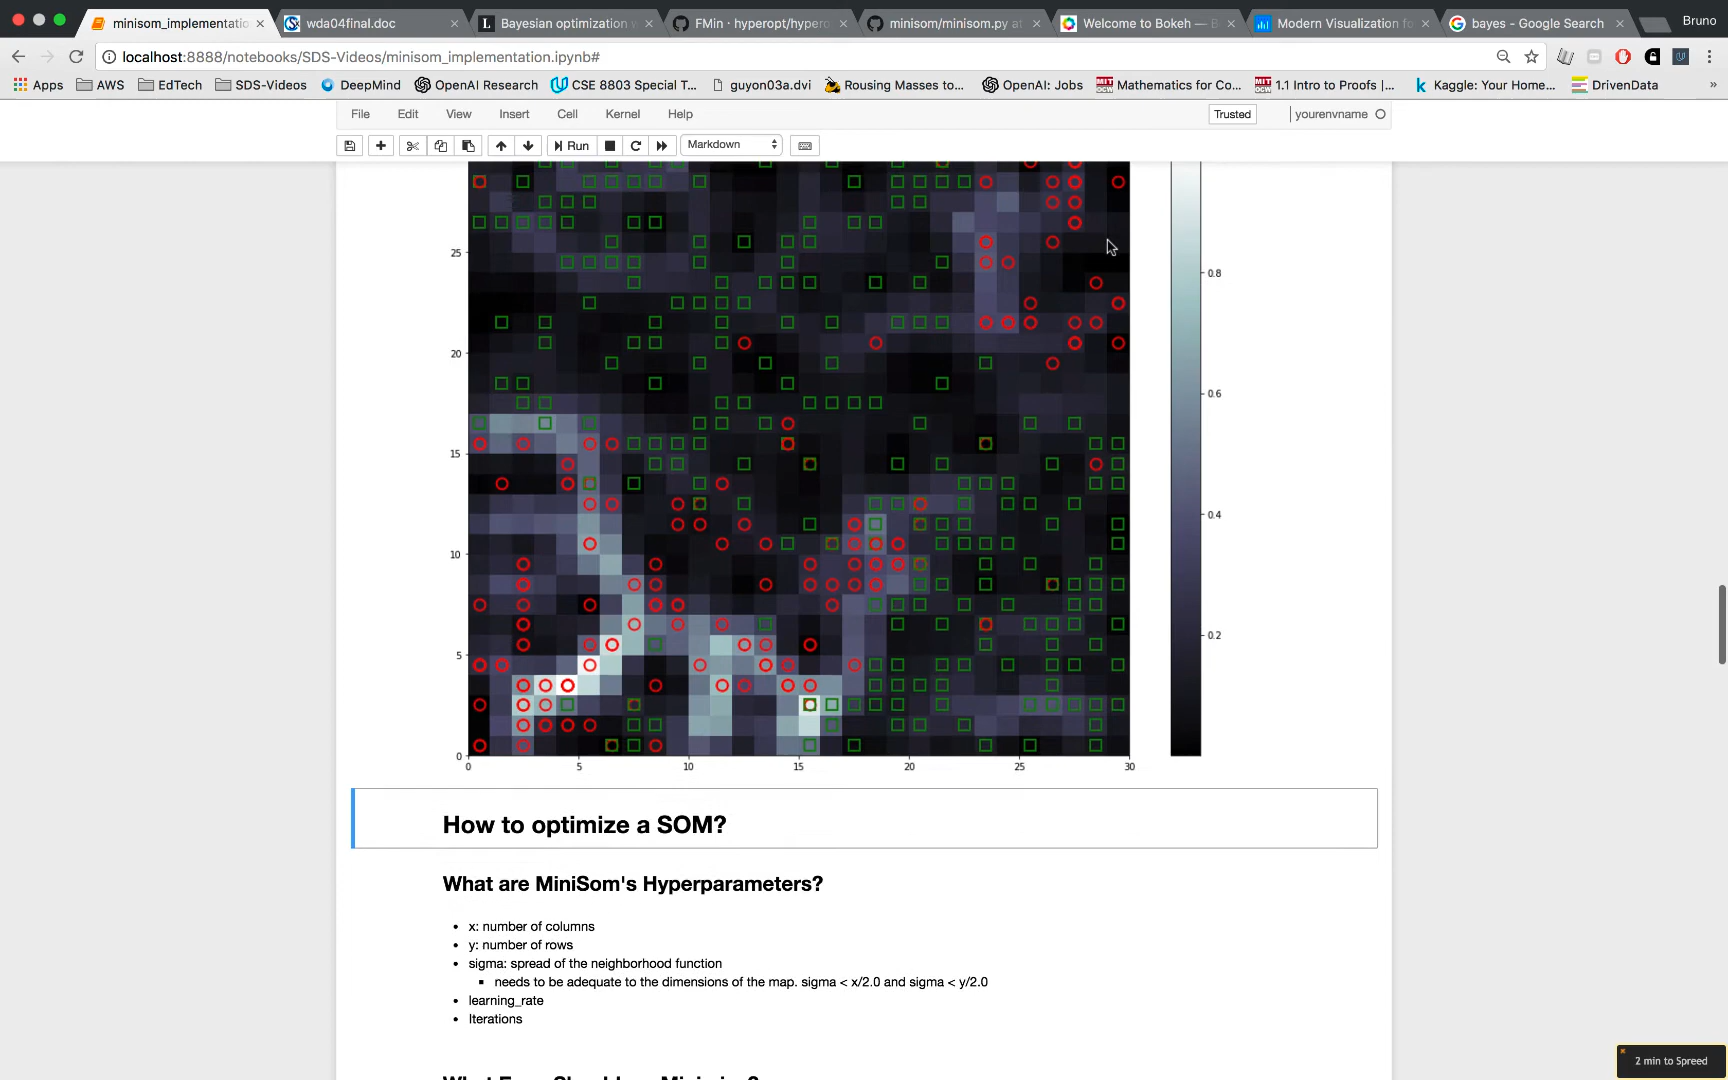 minisom_implementatio
wda04final.doc
Bayesian optimization w
FMin · hyperopt/hypero
minisom/minisom.py at
Welcome to Bokeh — B
Modern Visualization fo
bayes - Google Search
Bruno
localhost:8888/notebooks/SDS-Videos/minisom_implementation.ipynb#
Apps
AWS
EdTech
SDS-Videos
DeepMind
OpenAI Research
CSE 8803 Special T...
guyon03a.dvi
Rousing Masses to...
OpenAI: Jobs
Mathematics for Co...
1.1 Intro to Proofs |...
Kaggle: Your Home...
DrivenData
»
File
Edit
View
Insert
Cell
Kernel
Help
Trusted
yourenvname
Run
Markdown
25
20
15
10
5
0
0 5 10 15 20 25 30
0.8
0.6
0.4
0.2
How to optimize a SOM?
What are MiniSom's Hyperparameters?
• x: number of columns
• y: number of rows
• sigma: spread of the neighborhood function
▪ needs to be adequate to the dimensions of the map. sigma < x/2.0 and sigma < y/2.0
• learning_rate
• Iterations
2 min to Spreed